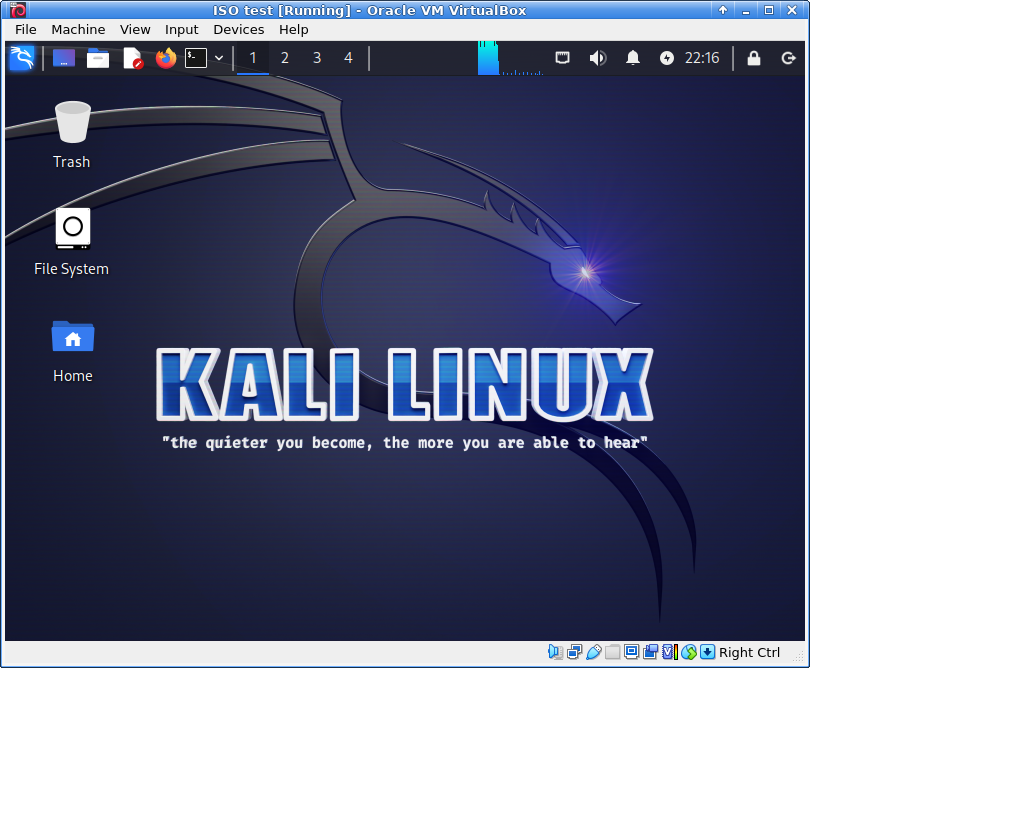 ISO test [Running] - Oracle VM VirtualBox
File Machine View Input Devices Help
$_
1 2 3 4
22:16
Trash
File System
Home
KALI LINUX
"the quieter you become, the more you are able to hear"
Right Ctrl